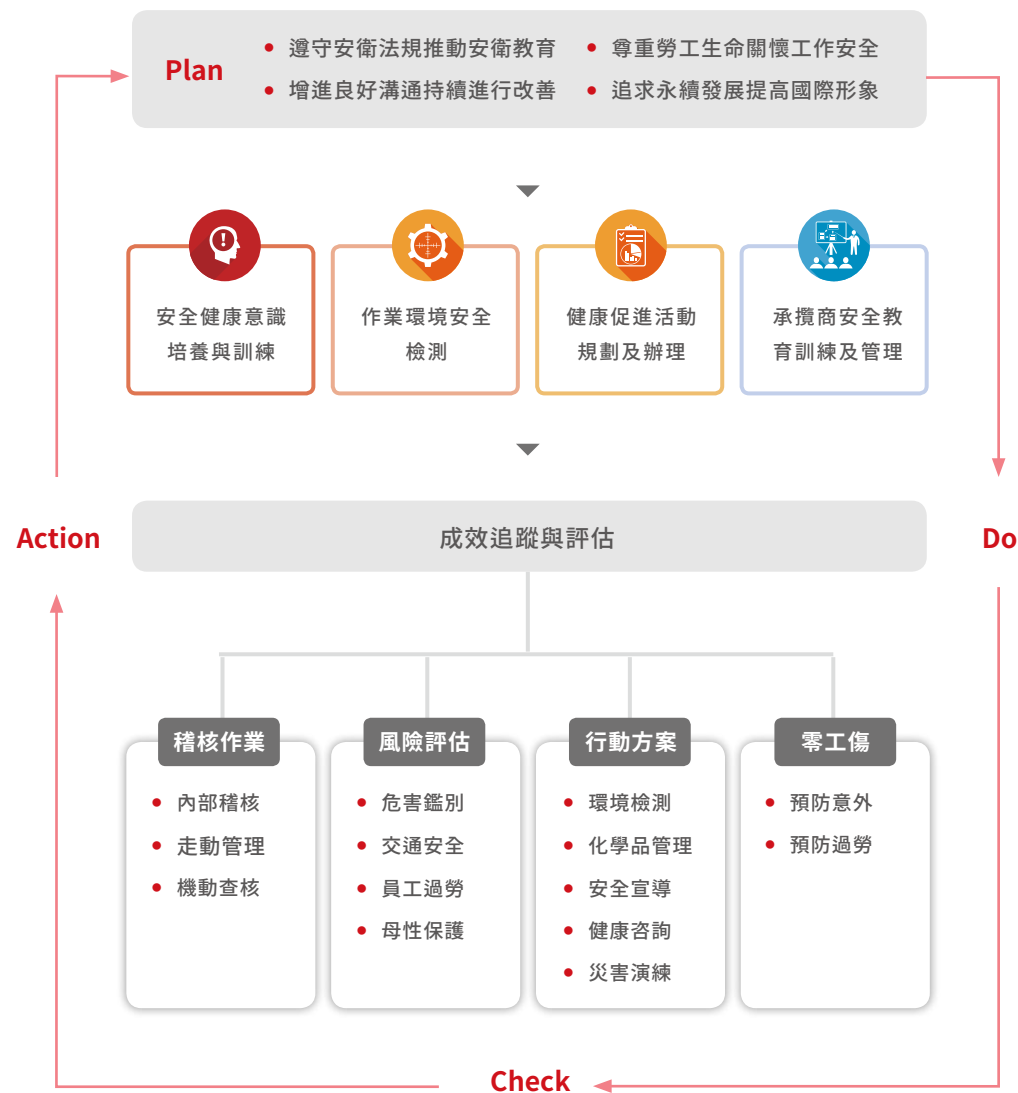 Plan
遵守安衛法規推動安衛教育
尊重勞工生命關懷工作安全
增進良好溝通持續進行改善
追求永續發展提高國際形象
安全健康意識
培養與訓練
作業環境安全
檢測
健康促進活動
規劃及辦理
承攬商安全教
育訓練及管理
Action
成效追蹤與評估
Do
稽核作業
內部稽核
走動管理
機動查核
風險評估
危害鑑別
交通安全
員工過勞
母性保護
行動方案
環境檢測
化學品管理
安全宣導
健康咨詢
災害演練
零工傷
預防意外
預防過勞
Check